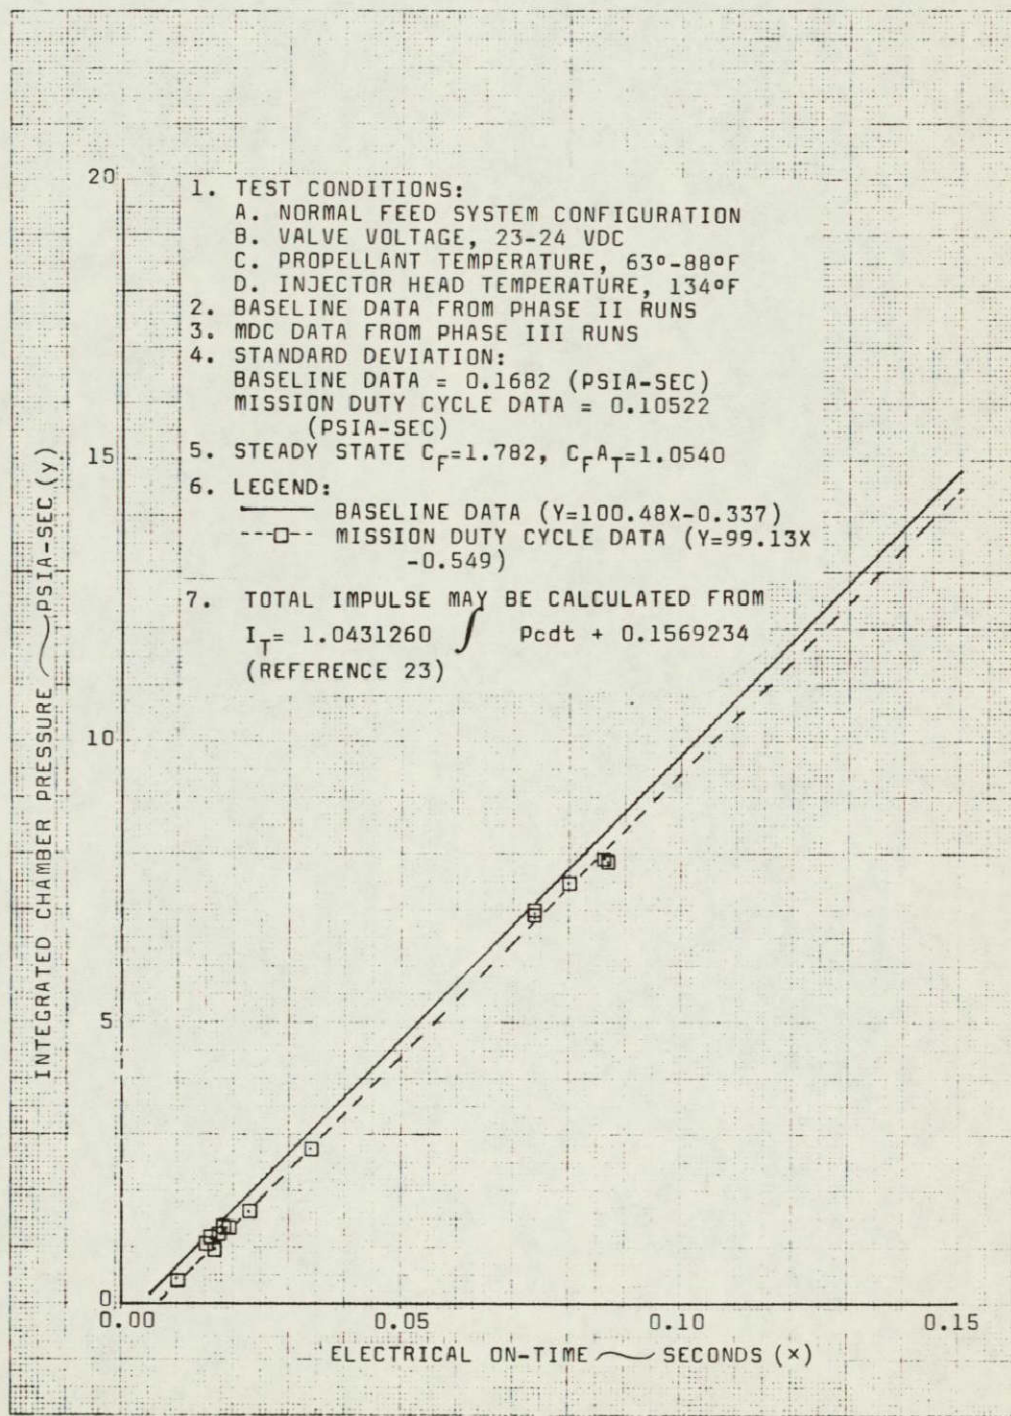 20
1. TEST CONDITIONS:
A. NORMAL FEED SYSTEM CONFIGURATION
B. VALVE VOLTAGE, 23-24 VDC
C. PROPELLANT TEMPERATURE, 63°-88°F
D. INJECTOR HEAD TEMPERATURE, 134°F
2. BASELINE DATA FROM PHASE II RUNS
3. MDC DATA FROM PHASE III RUNS
4. STANDARD DEVIATION:
BASELINE DATA = 0.1682 (PSIA-SEC)
MISSION DUTY CYCLE DATA = 0.10522
(PSIA-SEC)
15
5. STEADY STATE C_F=1.782, C_FA_T=1.0540
6. LEGEND:
BASELINE DATA (Y=100.48X-0.337)
MISSION DUTY CYCLE DATA (Y=99.13X
-0.549)
7. TOTAL IMPULSE MAY BE CALCULATED FROM
I_T= 1.0431260 ∫ Pcdt + 0.1569234
(REFERENCE 23)
10
5
0
INTEGRATED CHAMBER PRESSURE ~ PSIA-SEC (y)
0.00 0.05 0.10 0.15
ELECTRICAL ON-TIME ~ SECONDS (x)